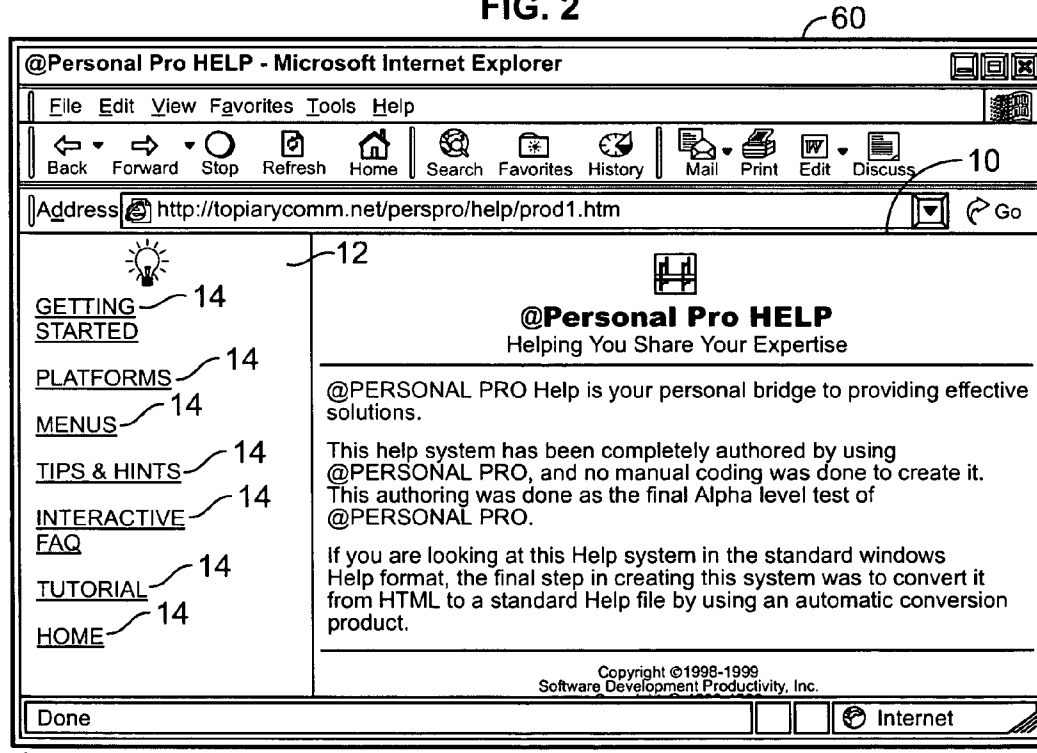 FIG. 2
60
@Personal Pro HELP - Microsoft Internet Explorer
File Edit View Favorites Tools Help
Back Forward Stop Refresh Home Search Favorites History Mail Print Edit Discuss
10
Address http://topiarycomm.net/perspro/help/prod1.htm Go
12
GETTING 14
STARTED
PLATFORMS 14
MENUS 14
TIPS & HINTS 14
INTERACTIVE 14
FAQ
TUTORIAL 14
HOME 14
@Personal Pro HELP
Helping You Share Your Expertise
@PERSONAL PRO Help is your personal bridge to providing effective
solutions.
This help system has been completely authored by using
@PERSONAL PRO, and no manual coding was done to create it.
This authoring was done as the final Alpha level test of
@PERSONAL PRO.
If you are looking at this Help system in the standard windows
Help format, the final step in creating this system was to convert it
from HTML to a standard Help file by using an automatic conversion
product.
Copyright ©1998-1999
Software Development Productivity, Inc.
Done Internet